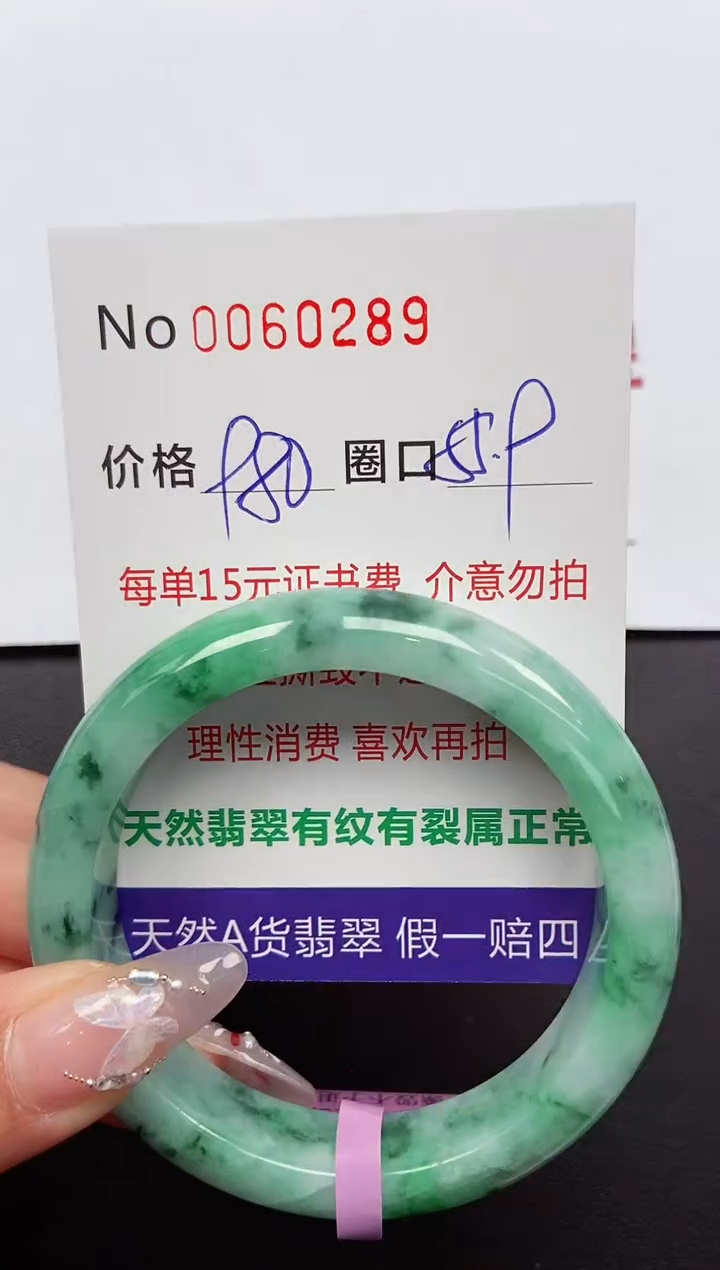 No 0060289
价格 980 圈口
每单15元证书费 介意勿拍
理性消费 喜欢再拍
天然翡翠有纹有裂属正常
天然A货翡翠 假一赔四